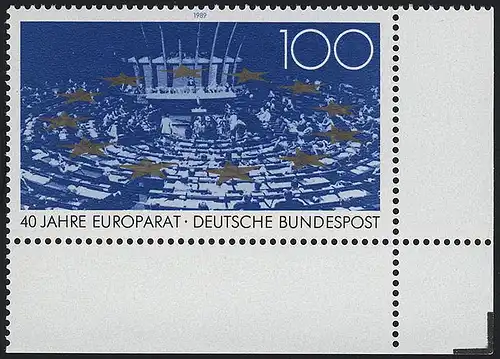 1989
100
40 JAHRE EUROPARAT · DEUTSCHE BUNDESPOST